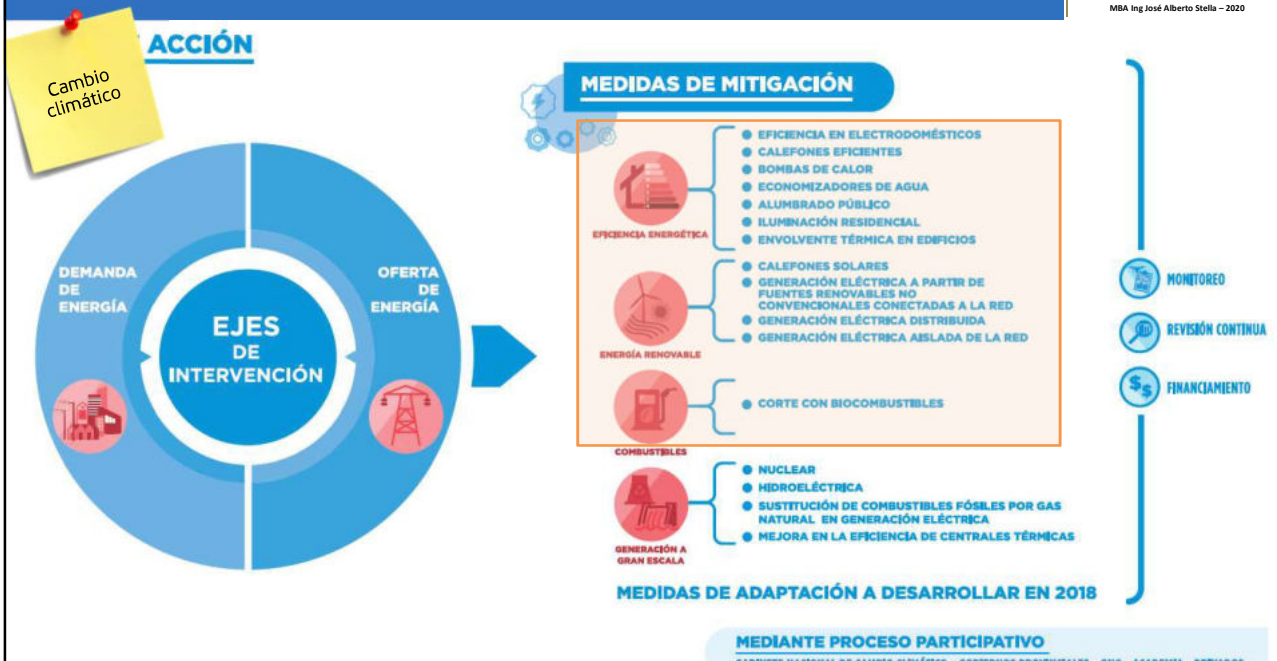 MBA Ing José Alberto Stella – 2020
ACCIÓN
Cambio
climático
MEDIDAS DE MITIGACIÓN
DEMANDA
DE
ENERGÍA
OFERTA
DE
ENERGÍA
EJES
DE
INTERVENCIÓN
EFICIENCIA ENERGÉTICA
EFICIENCIA EN ELECTRODOMÉSTICOS
CALEFONES EFICIENTES
BOMBAS DE CALOR
ECONOMIZADORES DE AGUA
ALUMBRADO PÚBLICO
ILUMINACIÓN RESIDENCIAL
ENVOLVENTE TÉRMICA EN EDIFICIOS
ENERGÍA RENOVABLE
CALEFONES SOLARES
GENERACIÓN ELÉCTRICA A PARTIR DE
FUENTES RENOVABLES NO
CONVENCIONALES CONECTADAS A LA RED
GENERACIÓN ELÉCTRICA DISTRIBUIDA
GENERACIÓN ELÉCTRICA AISLADA DE LA RED
COMBUSTIBLES
CORTE CON BIOCOMBUSTIBLES
GENERACIÓN A
GRAN ESCALA
NUCLEAR
HIDROELÉCTRICA
SUSTITUCIÓN DE COMBUSTIBLES FÓSILES POR GAS
NATURAL EN GENERACIÓN ELÉCTRICA
MEJORA EN LA EFICIENCIA DE CENTRALES TÉRMICAS
MONITOREO
REVISIÓN CONTINUA
$ $
FINANCIAMIENTO
MEDIDAS DE ADAPTACIÓN A DESARROLLAR EN 2018
MEDIANTE PROCESO PARTICIPATIVO